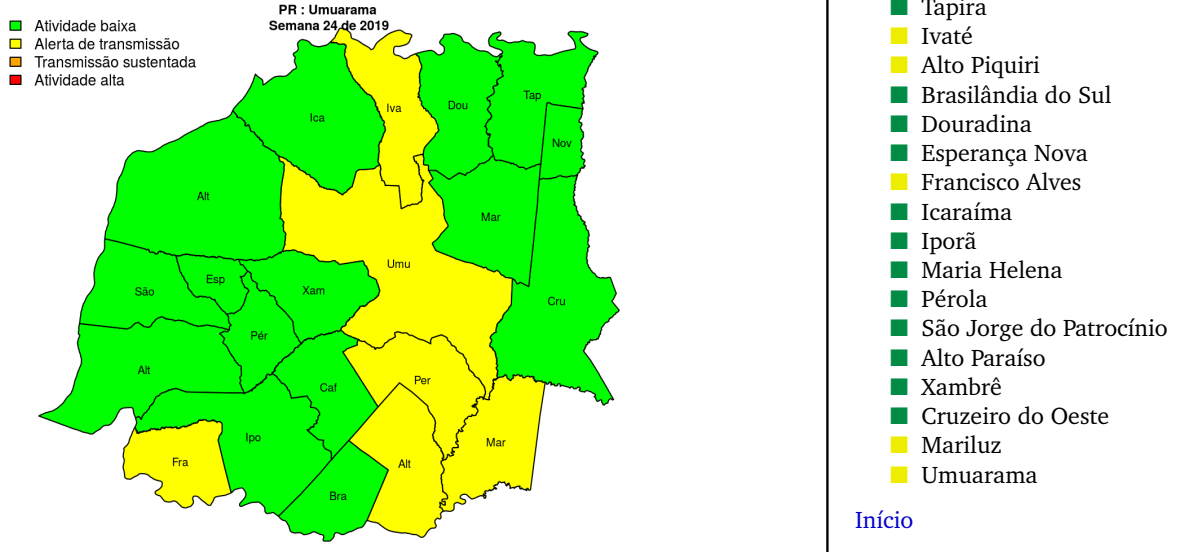 PR : Umuarama
Semana 24 de 2019
Atividade baixa
Alerta de transmissão
Transmissão sustentada
Atividade alta
Ica
Iva
Dou
Tap
Nov
Alt
Mar
Umu
Esp
São
Xam
Cru
Pér
Alt
Caf
Per
Ipo
Mar
Fra
Alt
Bra
Tapira
Ivaté
Alto Piquiri
Brasilândia do Sul
Douradina
Esperança Nova
Francisco Alves
Icaraíma
Iporã
Maria Helena
Pérola
São Jorge do Patrocínio
Alto Paraíso
Xambrê
Cruzeiro do Oeste
Mariluz
Umuarama
Início